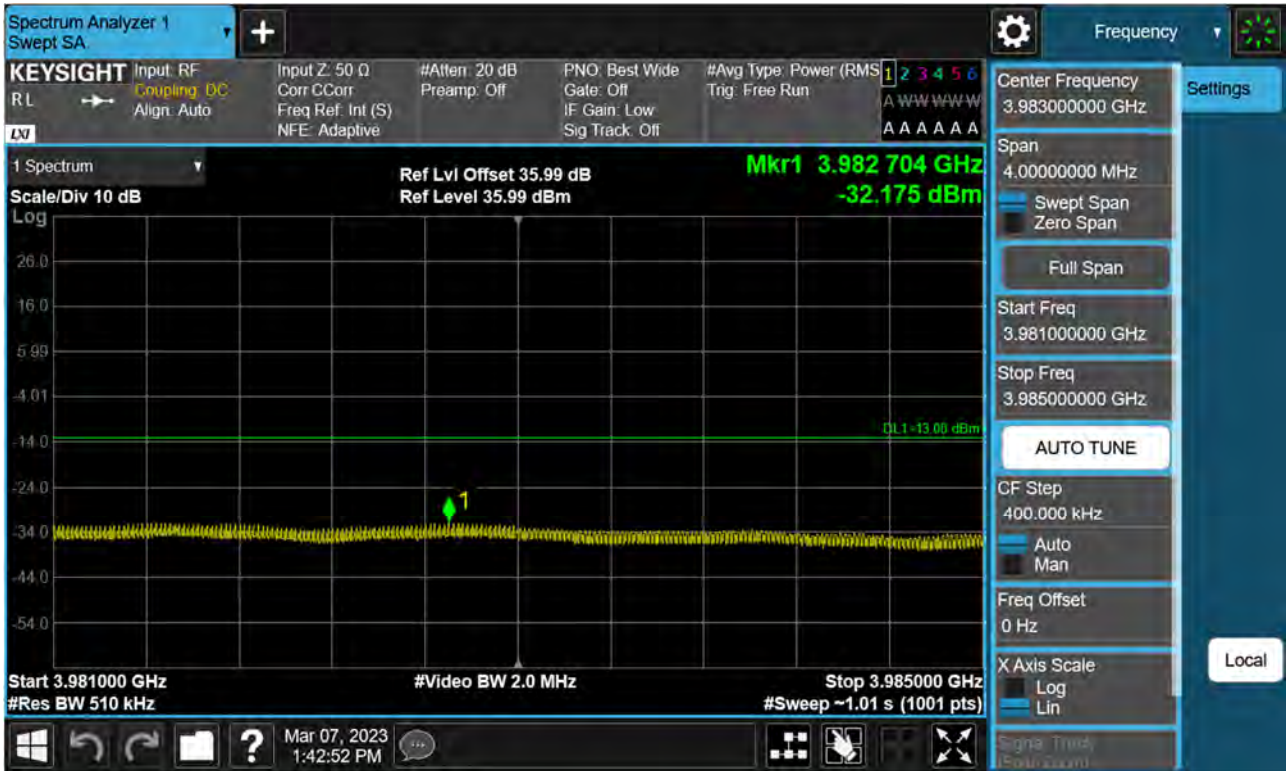 Spectrum Analyzer 1
Swept SA
+
Frequency
KEYSIGHT
RL
LXI
Input: RF
Coupling: DC
Align: Auto
Input Z: 50 Ω
Corr CCorr
Freq Ref: Int (S)
NFE: Adaptive
#Atten: 20 dB
Preamp: Off
PNO: Best Wide
Gate: Off
IF Gain: Low
Sig Track: Off
#Avg Type: Power (RMS
Trig: Free Run
1 2 3 4 5 6
A W W W W W
A A A A A A
1 Spectrum
Scale/Div 10 dB
Log
Ref Lvl Offset 35.99 dB
Ref Level 35.99 dBm
Mkr1 3.982 704 GHz
-32.175 dBm
26.0
16.0
5.99
-4.01
-14.0
-24.0
-34.0
-44.0
-54.0
DL1 -13.00 dBm
1
Start 3.981000 GHz
#Res BW 510 kHz
#Video BW 2.0 MHz
Stop 3.985000 GHz
#Sweep ~1.01 s (1001 pts)
Center Frequency
3.983000000 GHz
Settings
Span
4.00000000 MHz
Swept Span
Zero Span
Full Span
Start Freq
3.981000000 GHz
Stop Freq
3.985000000 GHz
AUTO TUNE
CF Step
400.000 kHz
Auto
Man
Freq Offset
0 Hz
X Axis Scale
Log
Lin
Local
Signal Track
?
Mar 07, 2023
1:42:52 PM